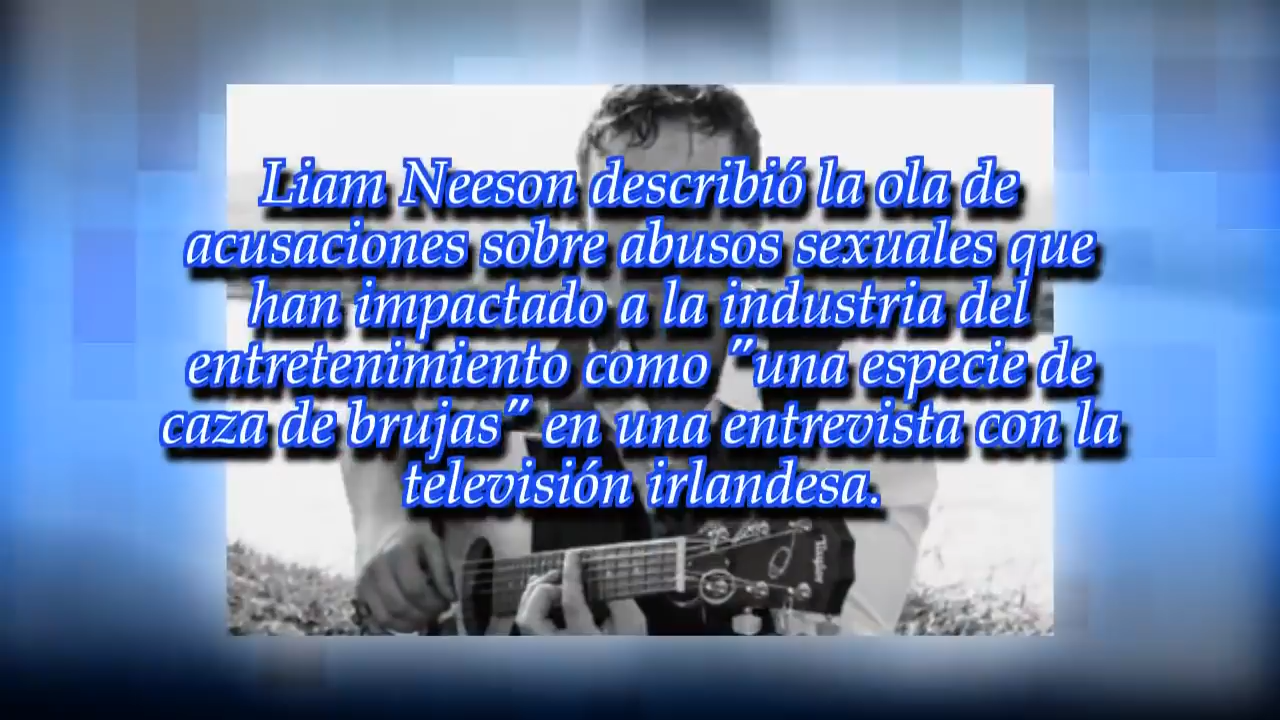 Liam Neeson describió la ola de
acusaciones sobre abusos sexuales que
han impactado a la industria del
entretenimiento como "una especie de
caza de brujas" en una entrevista con la
televisión irlandesa.
Taylor